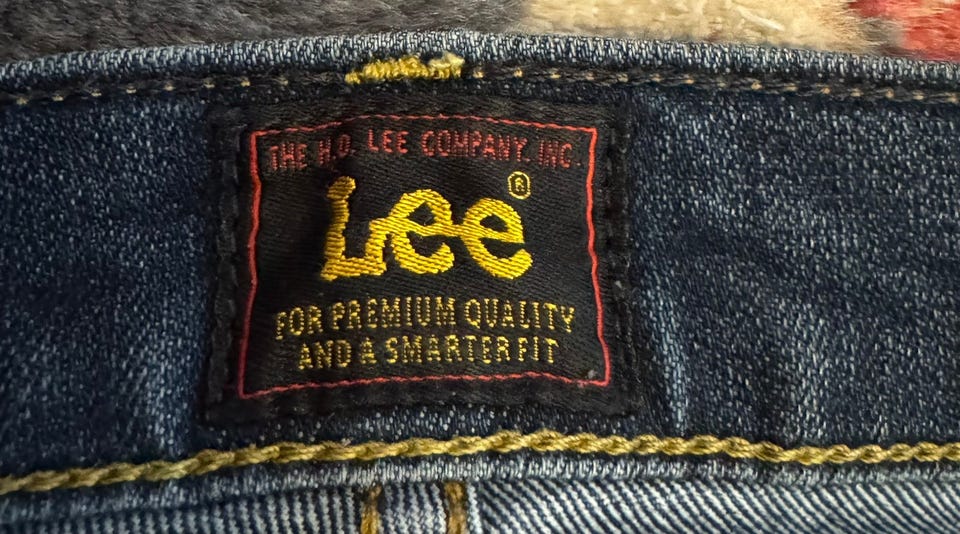 THE H.D. LEE COMPANY, INC.
Lee®
FOR PREMIUM QUALITY
AND A SMARTER FIT